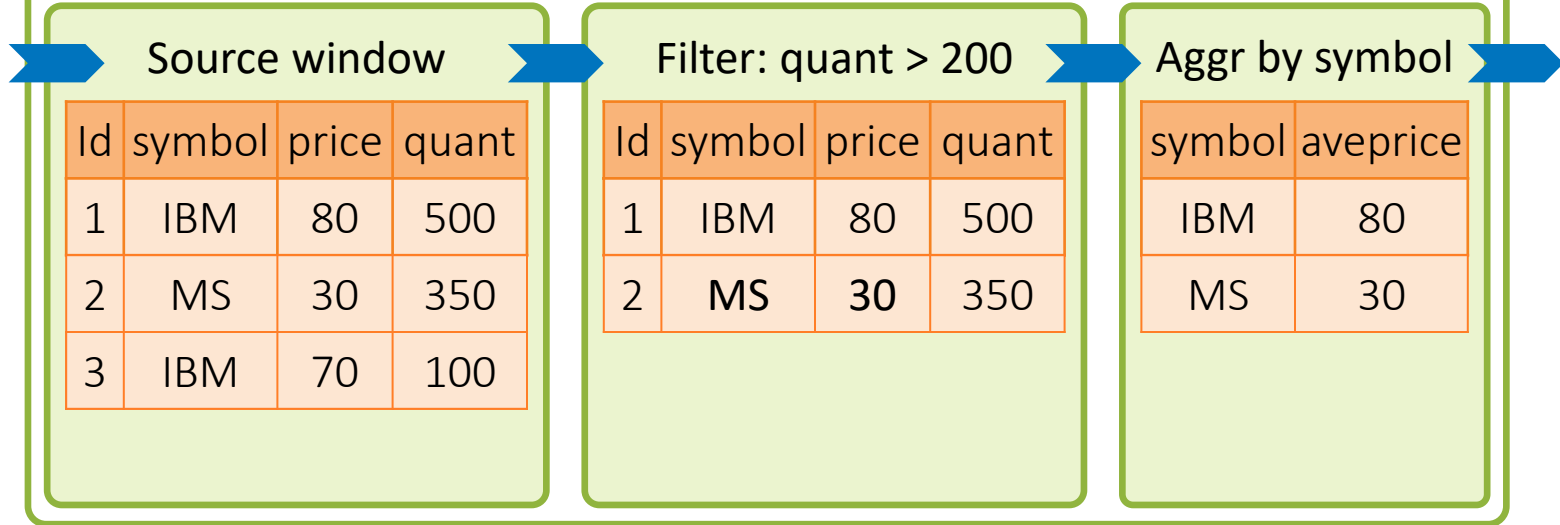 Source window
Id symbol price quant
1 IBM 80 500
2 MS 30 350
3 IBM 70 100
Filter: quant > 200
Id symbol price quant
1 IBM 80 500
2 MS 30 350
Aggr by symbol
symbol aveprice
IBM 80
MS 30